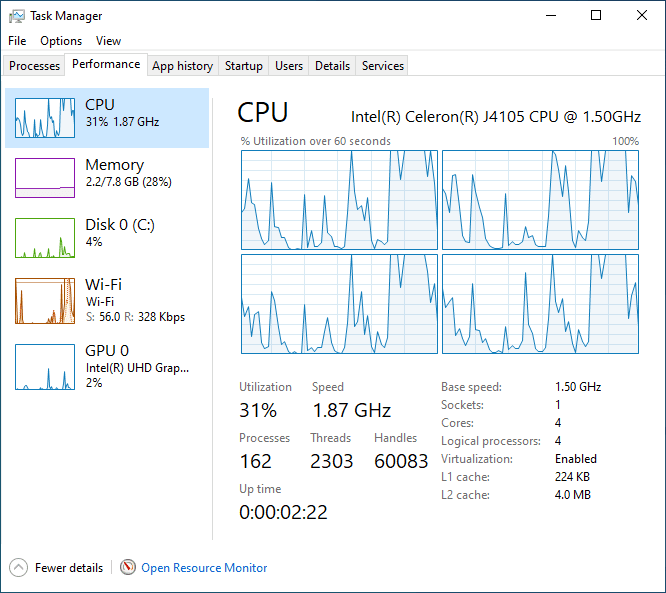 Task Manager
File Options View
Processes Performance App history Startup Users Details Services
CPU
31% 1.87 GHz
Memory
2.2/7.8 GB (28%)
Disk 0 (C:)
4%
Wi-Fi
Wi-Fi
S: 56.0 R: 328 Kbps
GPU 0
Intel(R) UHD Grap...
2%
CPU Intel(R) Celeron(R) J4105 CPU @ 1.50GHz
% Utilization over 60 seconds 100%
Utilization Speed
31% 1.87 GHz
Processes Threads Handles
162 2303 60083
Up time
0:00:02:22
Base speed: 1.50 GHz
Sockets: 1
Cores: 4
Logical processors: 4
Virtualization: Enabled
L1 cache: 224 KB
L2 cache: 4.0 MB
Fewer details Open Resource Monitor